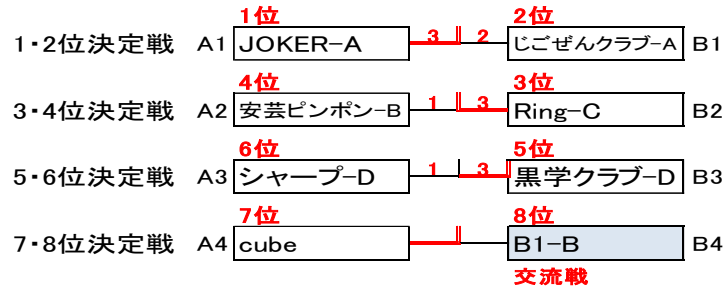 1位 2位
1・2位決定戦 A1 JOKER-A 3 2 じごぜんクラブ-A B1
4位 3位
3・4位決定戦 A2 安芸ピンポン-B 1 3 Ring-C B2
6位 5位
5・6位決定戦 A3 シャープ-D 1 3 黒学クラブ-D B3
7位 8位
7・8位決定戦 A4 cube B1-B B4
交流戦